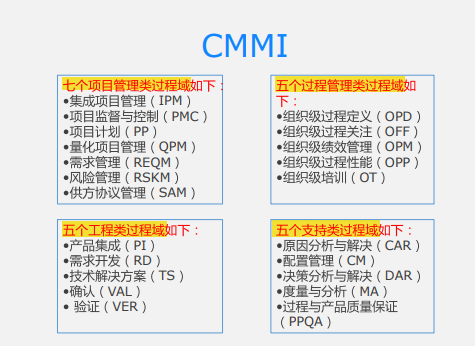 CMMI
七个项目管理类过程域如下：
•集成项目管理（IPM）
•项目监督与控制（PMC）
•项目计划（PP）
•量化项目管理（QPM）
•需求管理（REQM）
•风险管理（RSKM）
•供方协议管理（SAM）
五个过程管理类过程域如
下：
•组织级过程定义（OPD）
•组织级过程关注（OFF）
•组织级绩效管理（OPM）
•组织级过程性能（OPP）
•组织级培训（OT）
五个工程类过程域如下：
•产品集成（PI）
•需求开发（RD）
•技术解决方案（TS）
•确认（VAL）
• 验证（VER）
五个支持类过程域如下：
•原因分析与解决（CAR）
•配置管理（CM）
•决策分析与解决（DAR）
•度量与分析（MA）
•过程与产品质量保证
（PPQA）